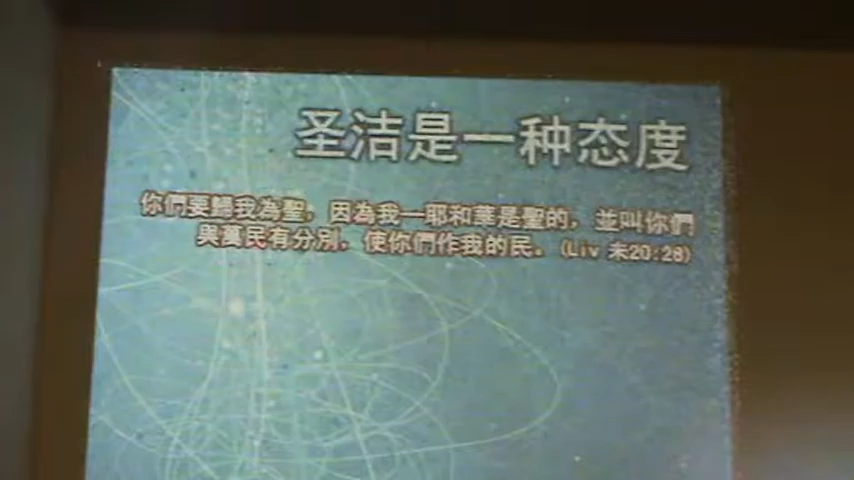 圣洁是一种态度
你們要歸我為聖，因為我一耶和華是聖的，並叫你們
與萬民有分別，使你們作我的民。(Liv 未20:26)